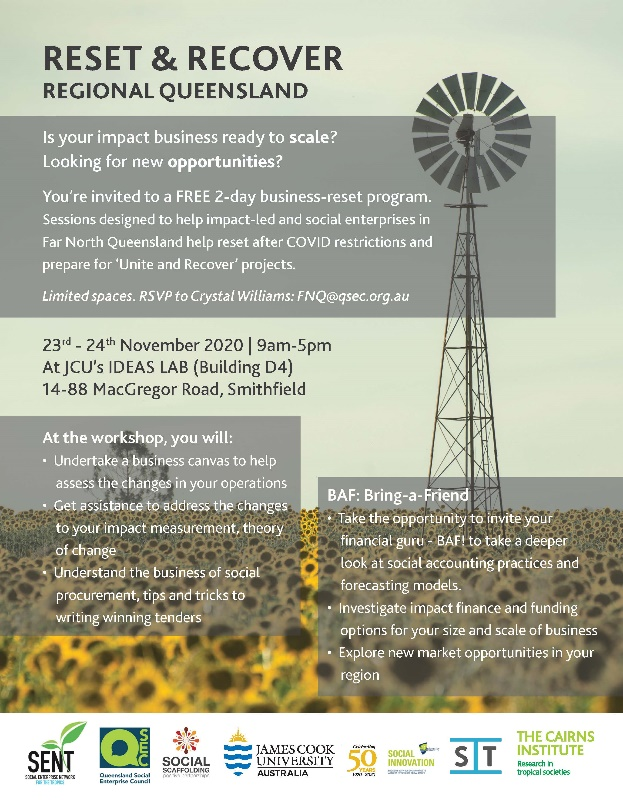 RESET & RECOVER
REGIONAL QUEENSLAND
Is your impact business ready to scale?
Looking for new opportunities?
You're invited to a FREE 2-day business-reset program.
Sessions designed to help impact-led and social enterprises in
Far North Queensland help reset after COVID restrictions and
prepare for 'Unite and Recover' projects.
Limited spaces. RSVP to Crystal Williams: FNQ@qsec.org.au
23rd - 24th November 2020 | 9am-5pm
At JCU's IDEAS LAB (Building D4)
14-88 MacGregor Road, Smithfield
At the workshop, you will:
• Undertake a business canvas to help
assess the changes in your operations
• Get assistance to address the changes
to your impact measurement, theory
of change
• Understand the business of social
procurement, tips and tricks to
writing winning tenders
BAF: Bring-a-Friend
• Take the opportunity to invite your
financial guru - BAF! to take a deeper
look at social accounting practices and
forecasting models.
• Investigate impact finance and funding
options for your size and scale of business
• Explore new market opportunities in your
region
SENT
SOCIAL ENTERPRISE NETWORK
FOR THE TROPICS
QSEC
Queensland Social
Enterprise Council
SOCIAL
SCAFFOLDING
JAMES COOK
UNIVERSITY
AUSTRALIA
Celebrating
50
YEARS
SOCIAL
INNOVATION
SIT
THE CAIRNS
INSTITUTE
Research in
tropical societies